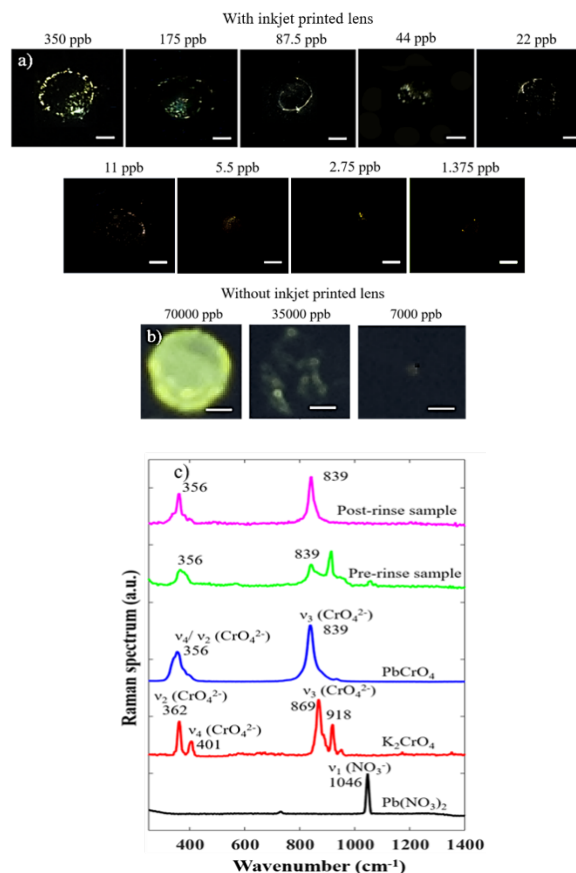 With inkjet printed lens
350 ppb 175 ppb 87.5 ppb 44 ppb 22 ppb
a)
11 ppb 5.5 ppb 2.75 ppb 1.375 ppb
Without inkjet printed lens
70000 ppb 35000 ppb 7000 ppb
b)
c)
839
356
Post-rinse sample
839
356
Pre-rinse sample
ν₃ (CrO₄²⁻)
839
ν₄/ ν₂ (CrO₄²⁻)
356
PbCrO₄
ν₃ (CrO₄²⁻)
ν₂ (CrO₄²⁻)
869
362
918
ν₄ (CrO₄²⁻)
401
K₂CrO₄
ν₁ (NO₃⁻)
1046
Pb(NO₃)₂
Raman spectrum (a.u.)
400 600 800 1000 1200 1400
Wavenumber (cm⁻¹)